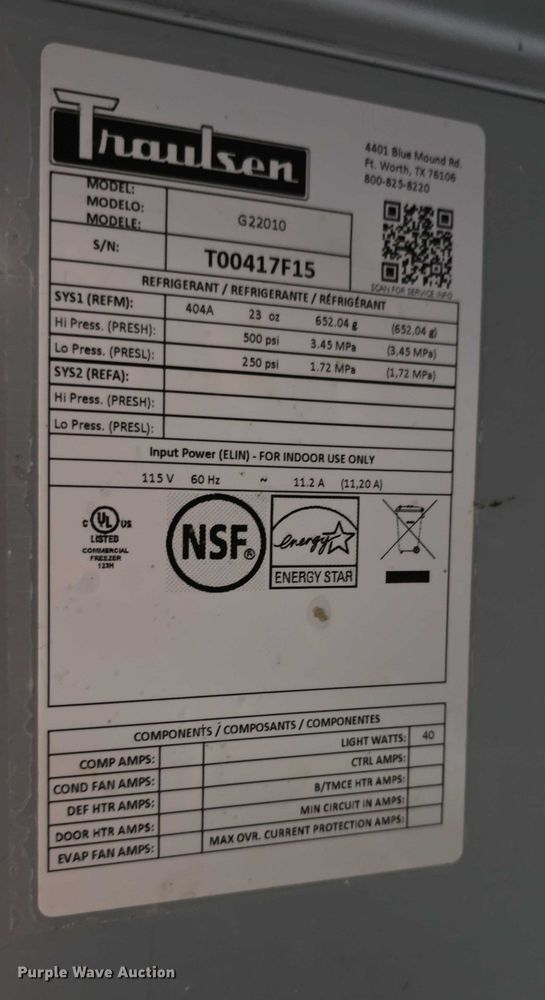 Traulsen
4401 Blue Mound Rd.
Ft. Worth, TX 76106
800-825-8220
MODEL:
MODELO:
MODELE:
G22010
S/N:
T00417F15
SCAN FOR SERVICE INFO
REFRIGERANT / REFRIGERANTE / RÉFRIGÉRANT
SYS1 (REFM): 404A 23 oz 652.04 g (652,04 g)
Hi Press. (PRESH): 500 psi 3.45 MPa (3,45 MPa)
Lo Press. (PRESL): 250 psi 1.72 MPa (1,72 MPa)
SYS2 (REFA):
Hi Press. (PRESH):
Lo Press. (PRESL):
Input Power (ELIN) - FOR INDOOR USE ONLY
115 V 60 Hz ~ 11.2 A (11,20 A)
C UL US
LISTED
COMMERCIAL
FREEZER
123H
NSF®
energy
ENERGY STAR
COMPONENTS / COMPOSANTS / COMPONENTES
COMP AMPS: LIGHT WATTS: 40
COND FAN AMPS: CTRL AMPS:
DEF HTR AMPS: B/TMCE HTR AMPS:
DOOR HTR AMPS: MIN CIRCUIT IN AMPS:
EVAP FAN AMPS: MAX OVR. CURRENT PROTECTION AMPS:
Purple Wave Auction